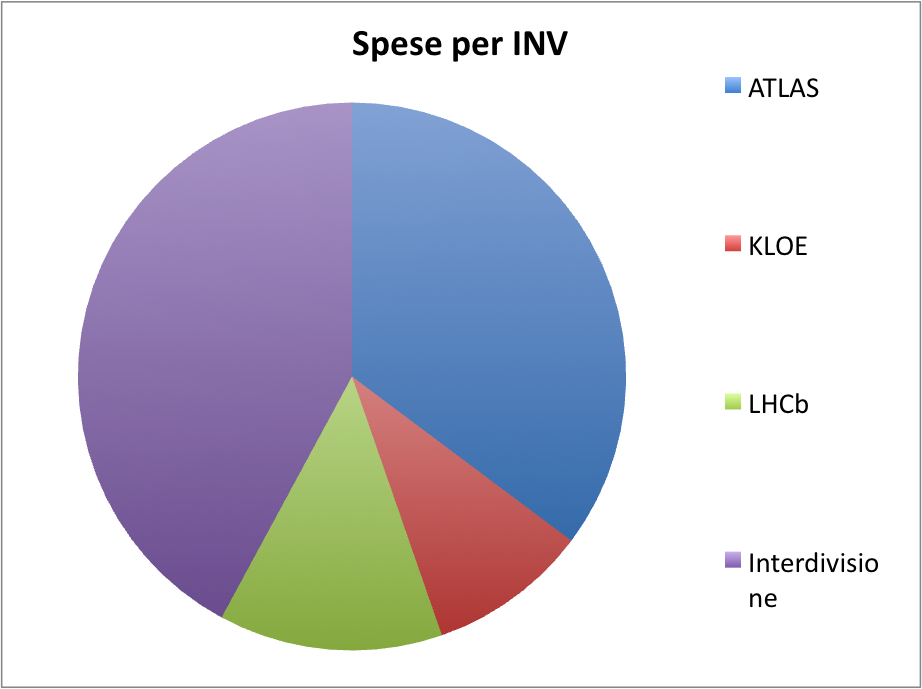 Spese per INV
ATLAS
KLOE
LHCb
Interdivisio
ne